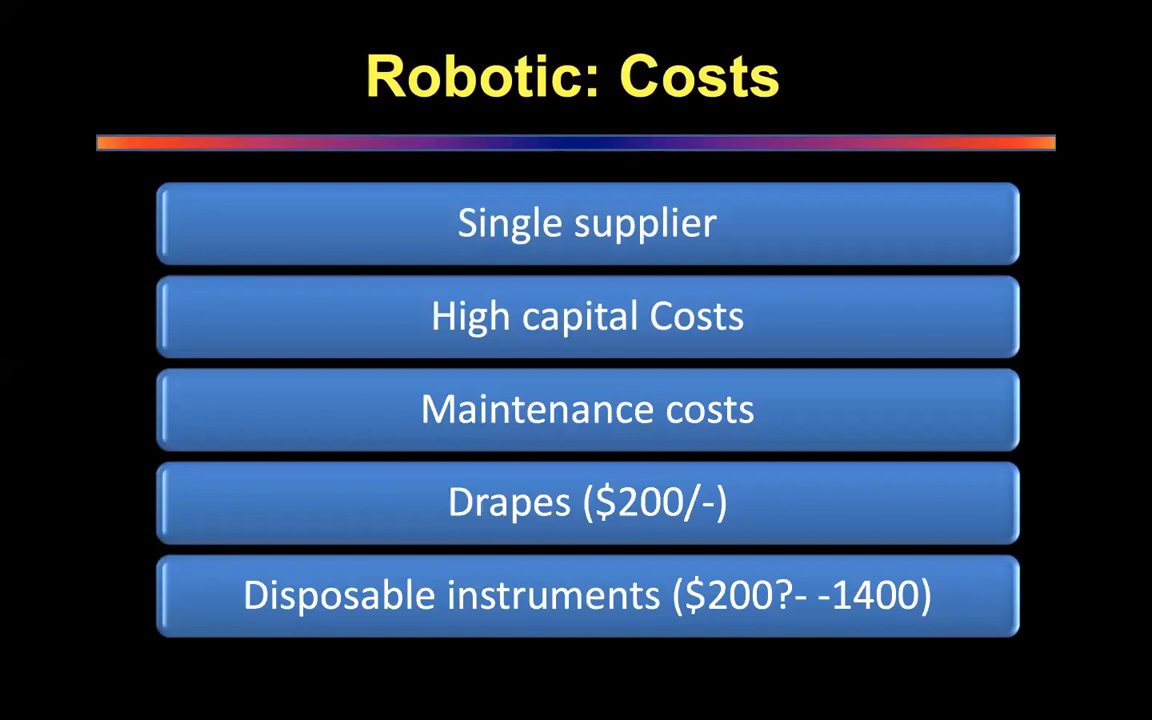 Robotic: Costs
Single supplier
High capital Costs
Maintenance costs
Drapes ($200/-)
Disposable instruments ($200?- -1400)